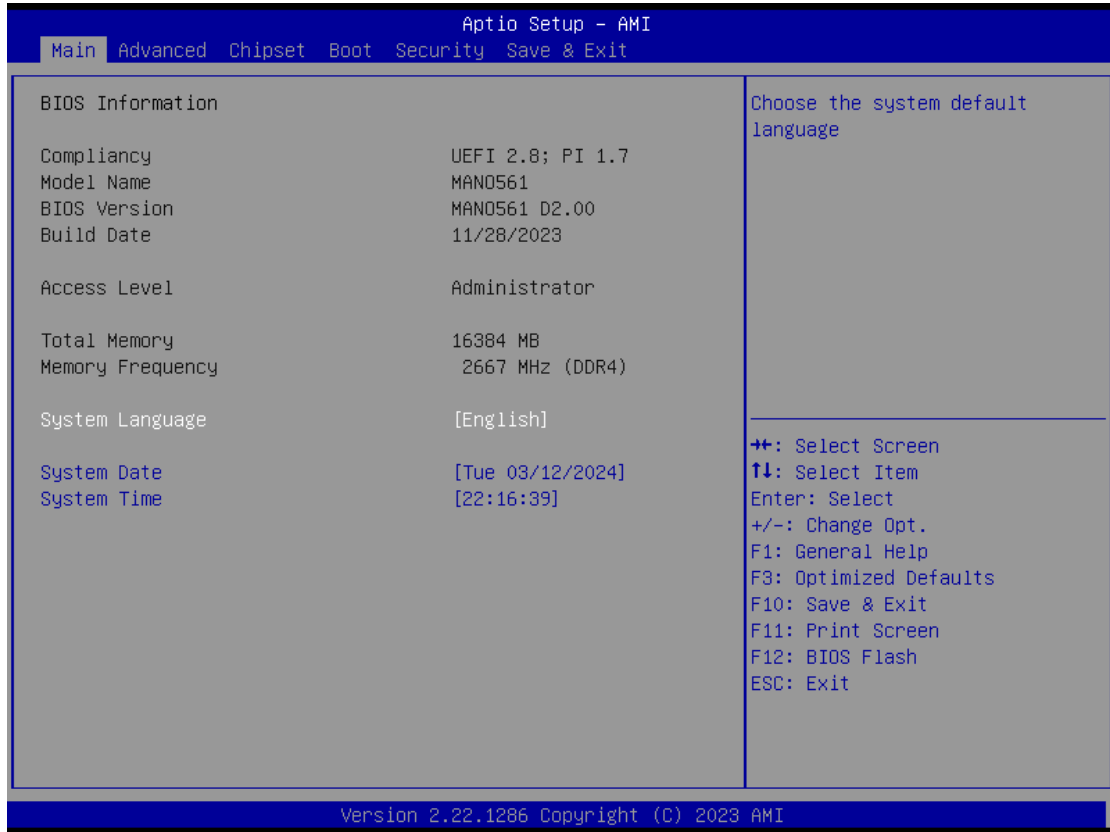 Aptio Setup – AMI
Main Advanced Chipset Boot Security Save & Exit
BIOS Information
Compliancy UEFI 2.8; PI 1.7
Model Name MANO561
BIOS Version MANO561 D2.00
Build Date 11/28/2023
Access Level Administrator
Total Memory 16384 MB
Memory Frequency 2667 MHz (DDR4)
System Language [English]
System Date [Tue 03/12/2024]
System Time [22:16:39]
Choose the system default
language
→←: Select Screen
↑↓: Select Item
Enter: Select
+/-: Change Opt.
F1: General Help
F3: Optimized Defaults
F10: Save & Exit
F11: Print Screen
F12: BIOS Flash
ESC: Exit
Version 2.22.1286 Copyright (C) 2023 AMI